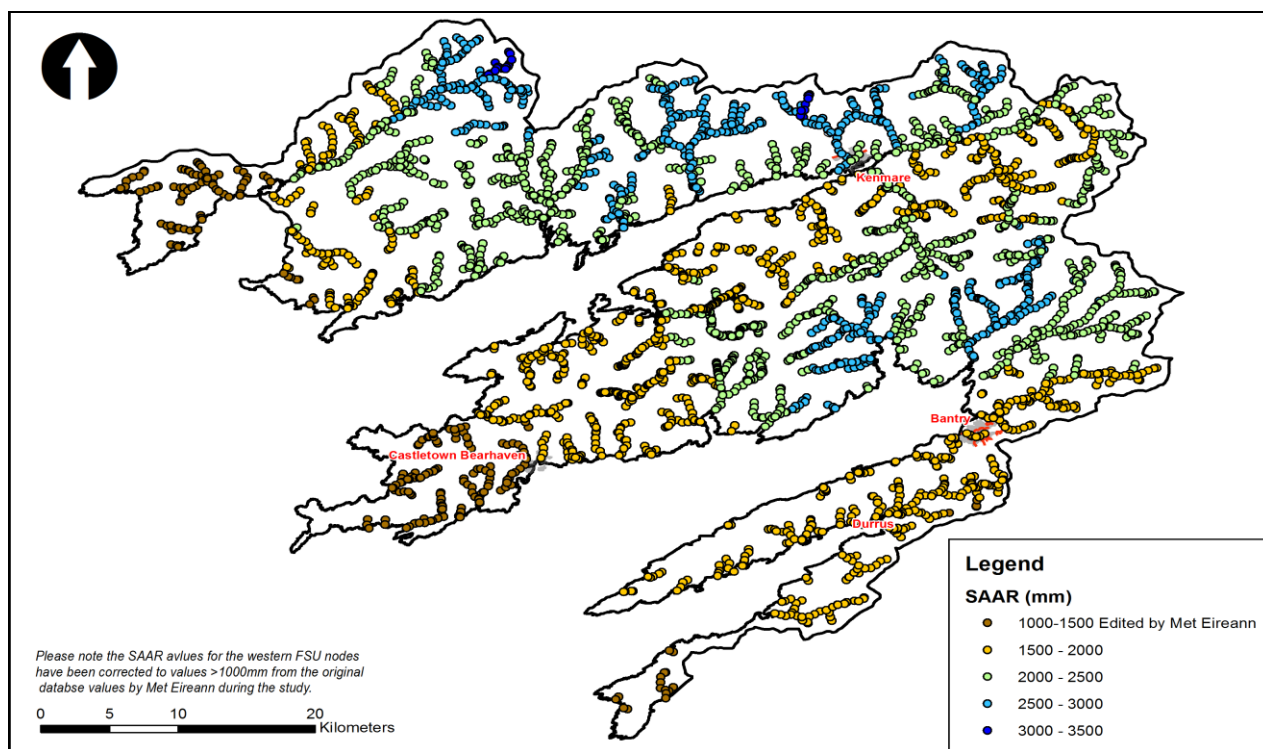 Kenmare
Bantry
Castletown Bearhaven
Durrus
Legend
SAAR (mm)
1000-1500 Edited by Met Eireann
1500 - 2000
2000 - 2500
2500 - 3000
3000 - 3500
Please note the SAAR avlues for the western FSU nodes
have been corrected to values >1000mm from the original
databse values by Met Eireann during the study.
0 5 10 20
Kilometers